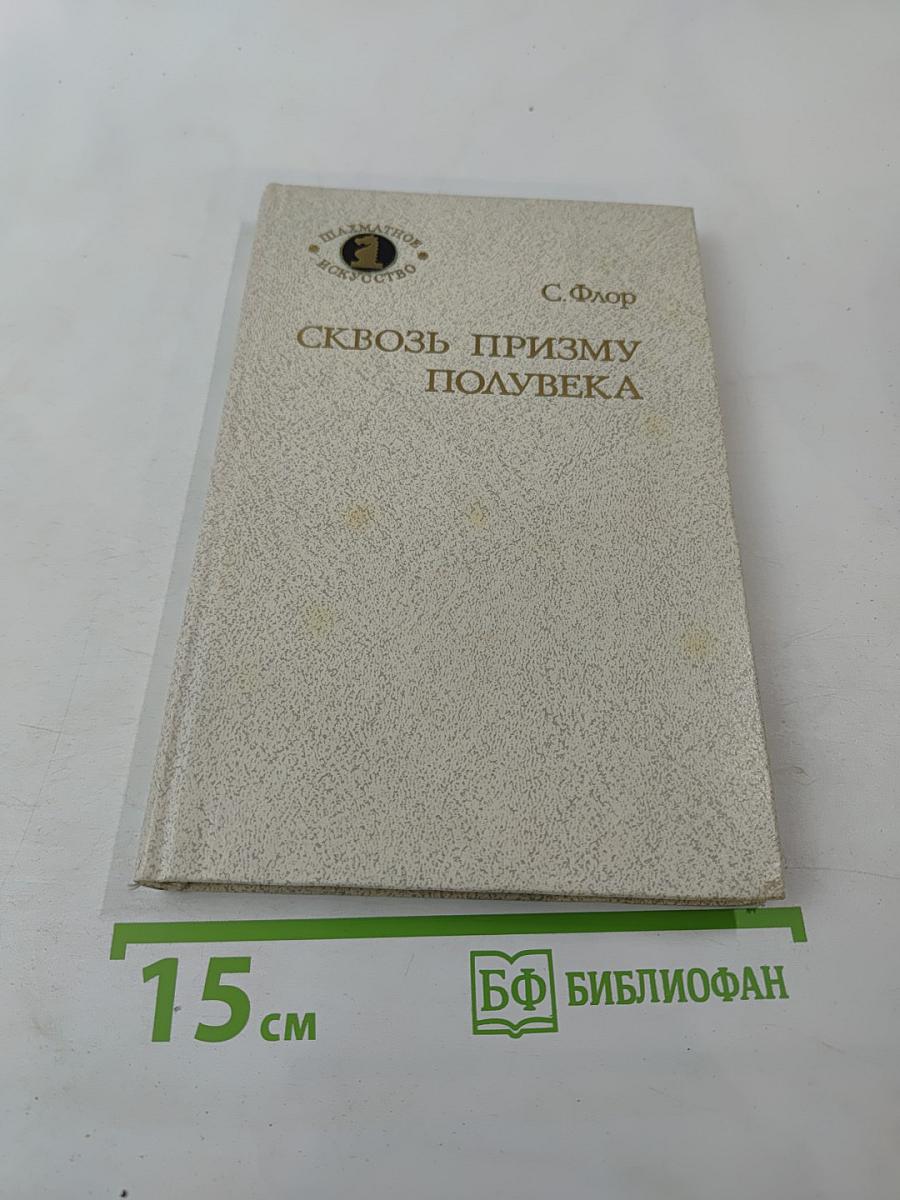 ШАХМАТНОЕ
ИСКУССТВО
С. Флор
СКВОЗЬ ПРИЗМУ
ПОЛУВЕКА
15 см
БФ БИБЛИОФАН